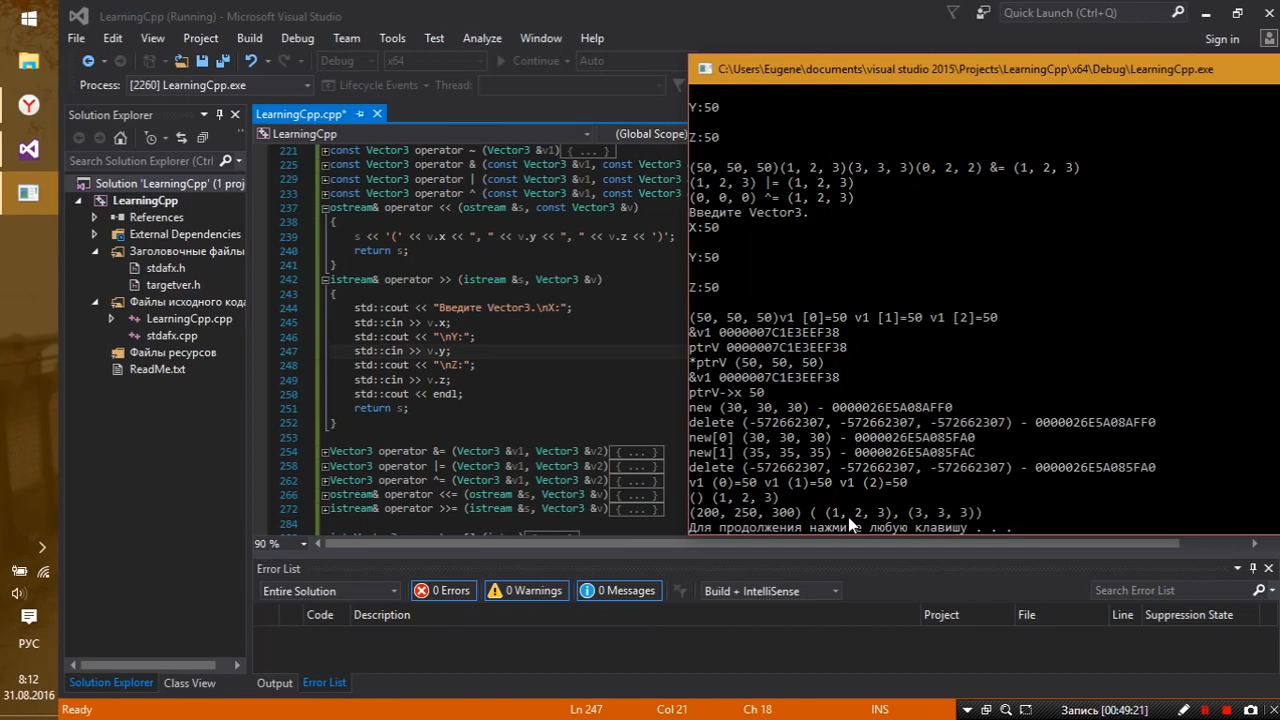 LearningCpp (Running) - Microsoft Visual Studio
Quick Launch (Ctrl+Q)
File Edit View Project Build Debug Team Tools Test Analyze Window Help
Sign in
Debug x64 Continue Auto
Process: [2260] LearningCpp.exe Lifecycle Events Thread:
Solution Explorer
Search Solution Explorer (Ctrl
Solution 'LearningCpp' (1 proj
LearningCpp
References
External Dependencies
Заголовочные файлы
stdafx.h
targetver.h
Файлы исходного кода
LearningCpp.cpp
stdafx.cpp
Файлы ресурсов
ReadMe.txt
Solution Explorer Class View
LearningCpp.cpp*
LearningCpp (Global Scope)
221 const Vector3 operator ~ (Vector3 &v1) { ... }
225 const Vector3 operator & (const Vector3 &v1, const Vector3
229 const Vector3 operator | (const Vector3 &v1, const Vector3
233 const Vector3 operator ^ (const Vector3 &v1, const Vector3
237 ostream& operator << (ostream &s, const Vector3 &v)
238 {
239 s << '(' << v.x << ", " << v.y << ", " << v.z << ')';
240 return s;
241 }
242 istream& operator >> (istream &s, Vector3 &v)
243 {
244 std::cout << "Введите Vector3.\nX:";
245 std::cin >> v.x;
246 std::cout << "\nY:";
247 std::cin >> v.y;
248 std::cout << "\nZ:";
249 std::cin >> v.z;
250 std::cout << endl;
251 return s;
252 }
253
254 Vector3 operator &= (Vector3 &v1, Vector3 &v2) { ... }
258 Vector3 operator |= (Vector3 &v1, Vector3 &v2) { ... }
262 Vector3 operator ^= (Vector3 &v1, Vector3 &v2) { ... }
266 ostream& operator <<= (ostream &s, Vector3 &v) { ... }
272 istream& operator >>= (istream &s, Vector3 &v) { ... }
284
90 %
C:\Users\Eugene\documents\visual studio 2015\Projects\LearningCpp\x64\Debug\LearningCpp.exe
Y:50
Z:50
(50, 50, 50)(1, 2, 3)(3, 3, 3)(0, 2, 2) &= (1, 2, 3)
(1, 2, 3) |= (1, 2, 3)
(0, 0, 0) ^= (1, 2, 3)
Введите Vector3.
X:50
Y:50
Z:50
(50, 50, 50)v1 [0]=50 v1 [1]=50 v1 [2]=50
&v1 0000007C1E3EEF38
ptrV 0000007C1E3EEF38
*ptrV (50, 50, 50)
&v1 0000007C1E3EEF38
ptrV->x 50
new (30, 30, 30) - 0000026E5A08AFF0
delete (-572662307, -572662307, -572662307) - 0000026E5A08AFF0
new[0] (30, 30, 30) - 0000026E5A085FA0
new[1] (35, 35, 35) - 0000026E5A085FAC
delete (-572662307, -572662307, -572662307) - 0000026E5A085FA0
v1 (0)=50 v1 (1)=50 v1 (2)=50
() (1, 2, 3)
(200, 250, 300) ( (1, 2, 3), (3, 3, 3))
Для продолжения нажмите любую клавишу . . .
Error List
Entire Solution 0 Errors 0 Warnings 0 Messages Build + IntelliSense Search Error List
Code Description Project File Line Suppression State
Output Error List
РУС
8:12
31.08.2016
Ready Ln 247 Col 21 Ch 18 INS
Запись [00:49:21]